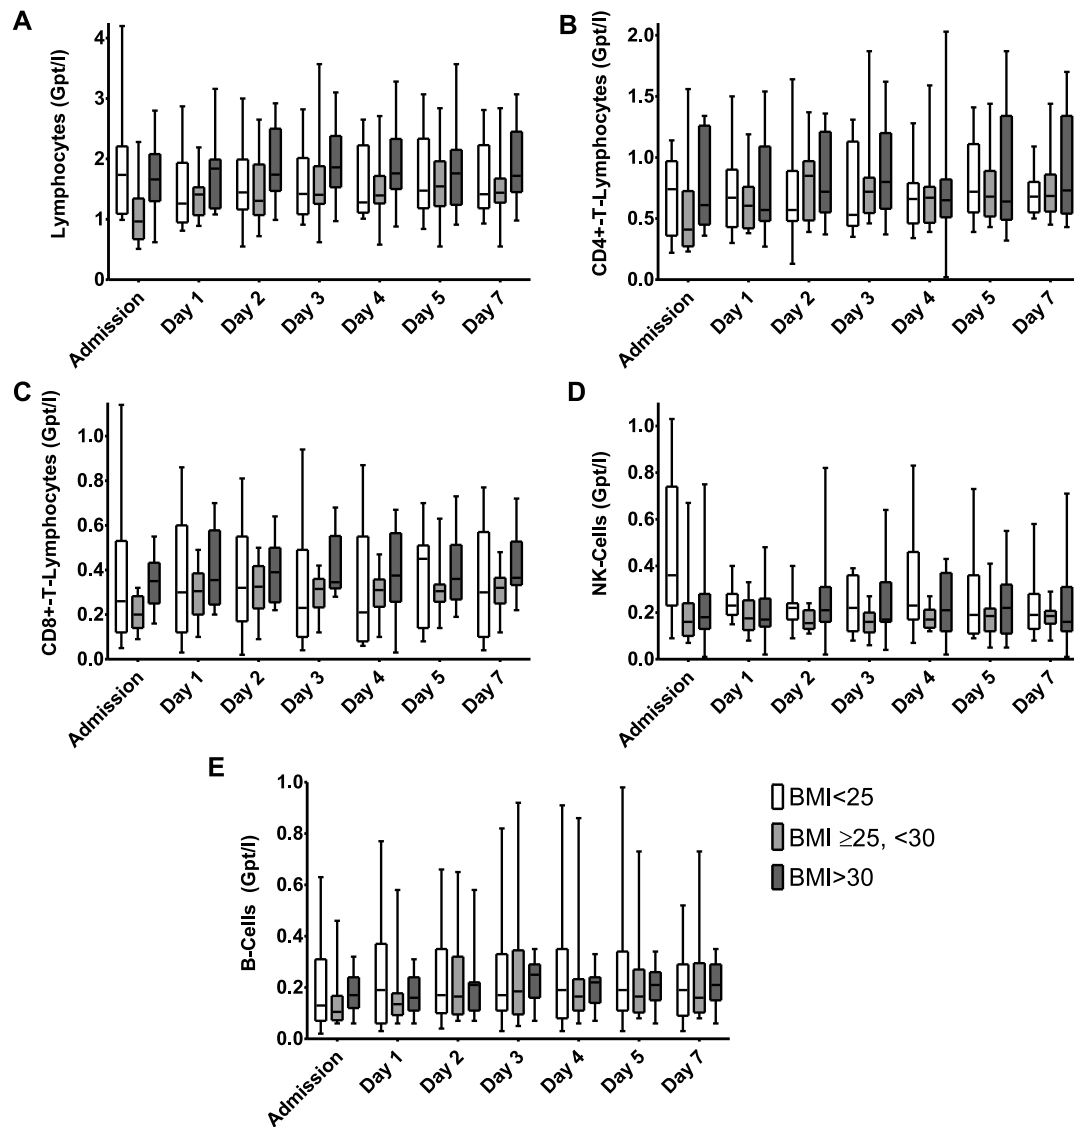 A
Lymphocytes (Gpt/l)
4
3
2
1
0
Admission
Day 1
Day 2
Day 3
Day 4
Day 5
Day 7
B
CD4+-T-Lymphocytes (Gpt/l)
2.0
1.5
1.0
0.5
0.0
Admission
Day 1
Day 2
Day 3
Day 4
Day 5
Day 7
C
CD8+-T-Lymphocytes (Gpt/l)
1.0
0.8
0.6
0.4
0.2
0.0
Admission
Day 1
Day 2
Day 3
Day 4
Day 5
Day 7
D
NK-Cells (Gpt/l)
1.0
0.8
0.6
0.4
0.2
0.0
Admission
Day 1
Day 2
Day 3
Day 4
Day 5
Day 7
E
B-Cells (Gpt/l)
1.0
0.8
0.6
0.4
0.2
0.0
Admission
Day 1
Day 2
Day 3
Day 4
Day 5
Day 7
BMI<25
BMI ≥25, <30
BMI>30